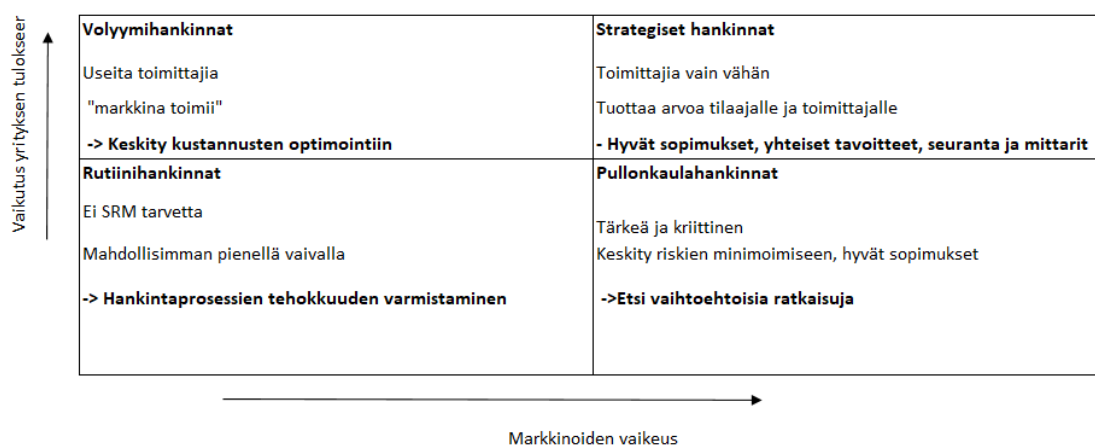 Vaikutus yrityksen tulokseer
Volyymihankinnat
Useita toimittajia
"markkina toimii"
-> Keskity kustannusten optimointiin
Strategiset hankinnat
Toimittajia vain vähän
Tuottaa arvoa tilaajalle ja toimittajalle
- Hyvät sopimukset, yhteiset tavoitteet, seuranta ja mittarit
Rutiinihankinnat
Ei SRM tarvetta
Mahdollisimman pienellä vaivalla
-> Hankintaprosessien tehokkuuden varmistaminen
Pullonkaulahankinnat
Tärkeä ja kriittinen
Keskity riskien minimoimiseen, hyvät sopimukset
->Etsi vaihtoehtoisia ratkaisuja
Markkinoiden vaikeus